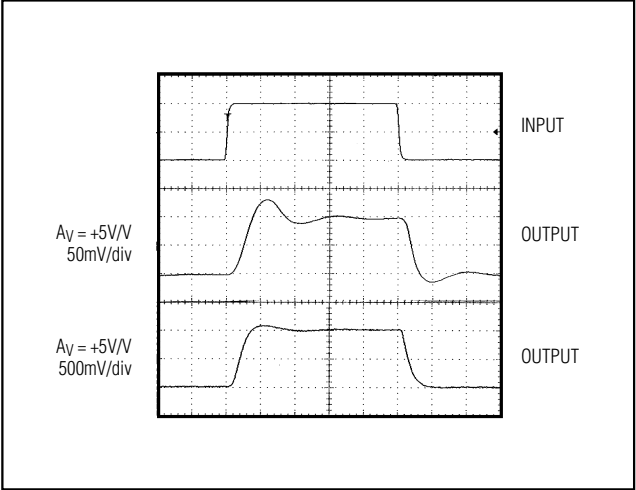 INPUT
AV = +5V/V
50mV/div
OUTPUT
AV = +5V/V
500mV/div
OUTPUT